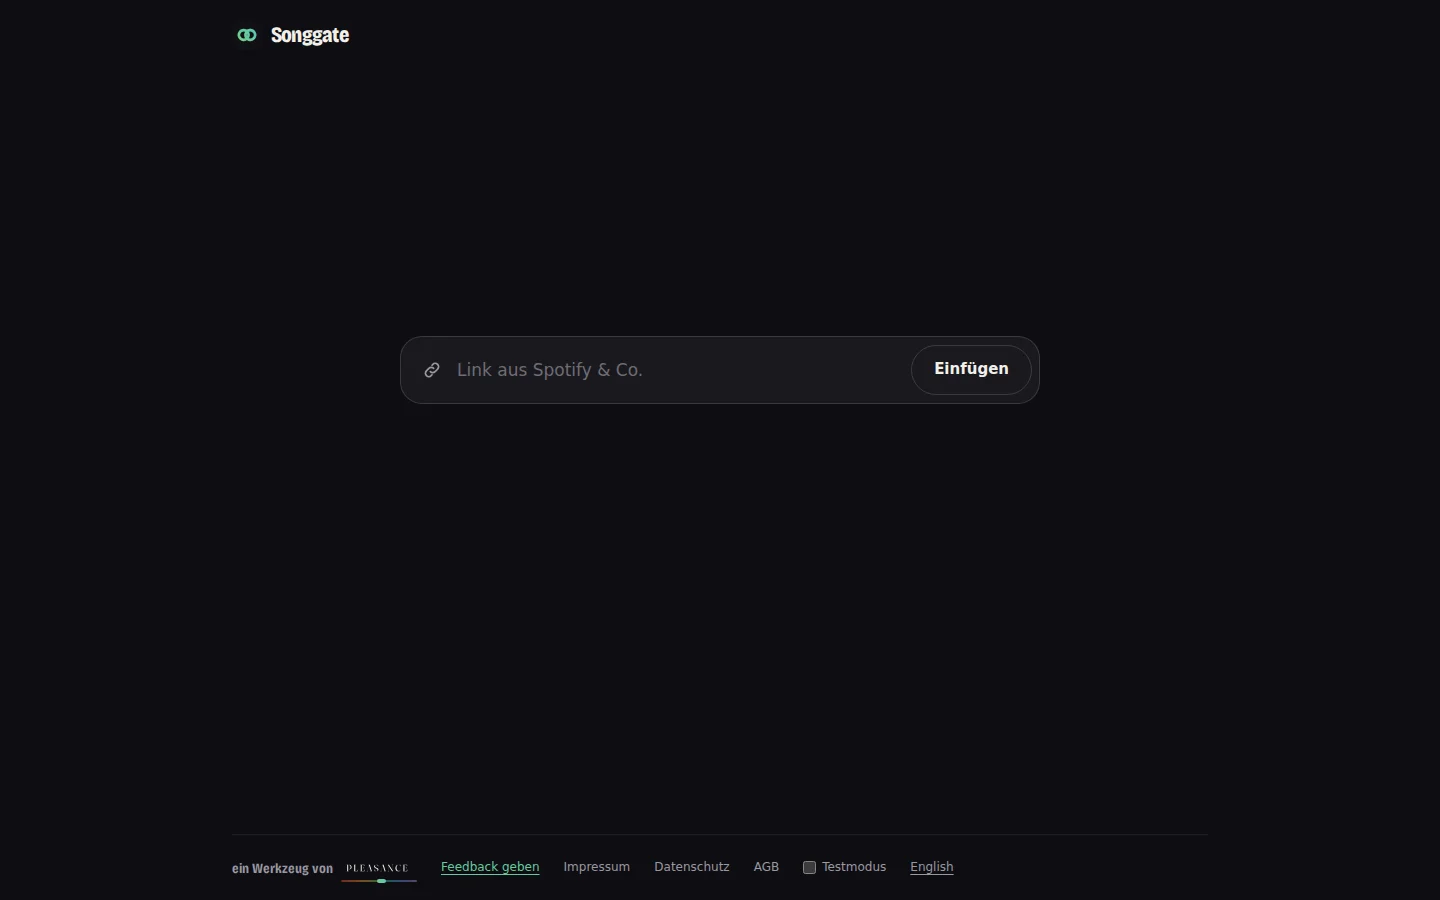 Songgate
Link aus Spotify & Co.
Einfügen
ein Werkzeug von PLEASANCE Feedback geben Impressum Datenschutz AGB Testmodus English